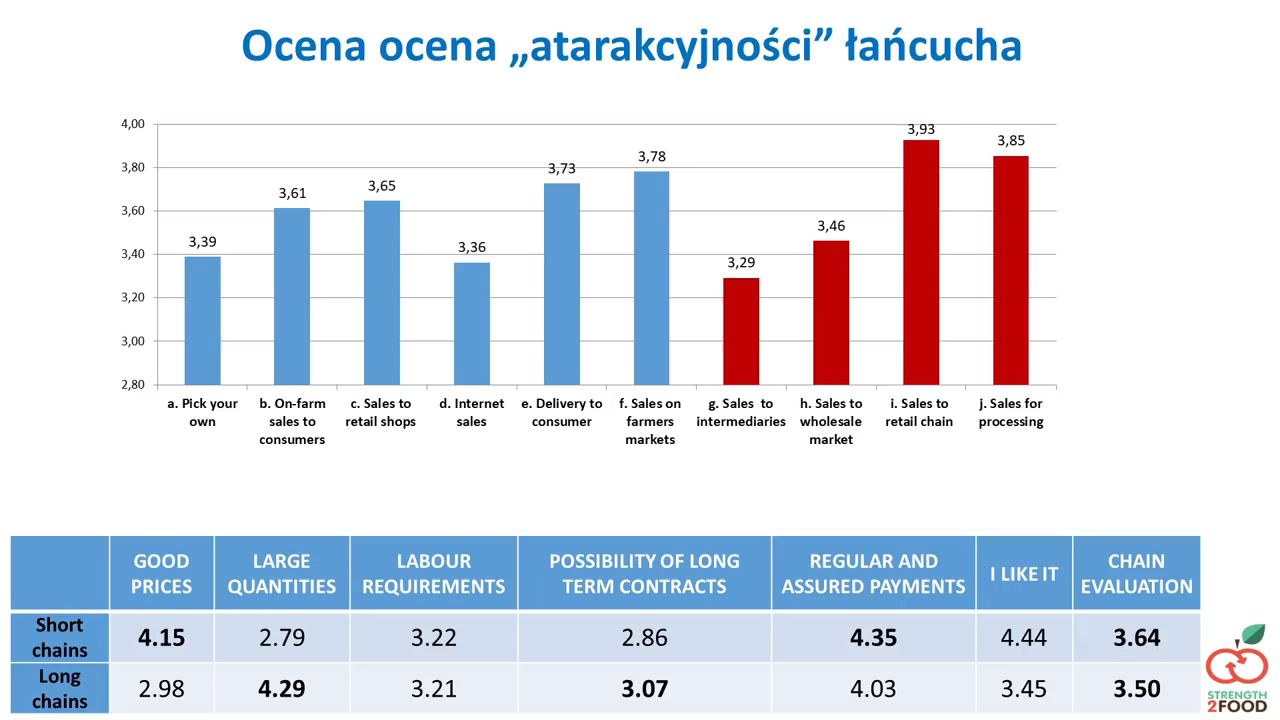 Ocena ocena „atarakcyjności” łańcucha
4,00
3,80
3,60
3,40
3,20
3,00
2,80
3,39
3,61
3,65
3,36
3,73
3,78
3,29
3,46
3,93
3,85
a. Pick your
own
b. On-farm
sales to
consumers
c. Sales to
retail shops
d. Internet
sales
e. Delivery to
consumer
f. Sales on
farmers
markets
g. Sales to
intermediaries
h. Sales to
wholesale
market
i. Sales to
retail chain
j. Sales for
processing
GOOD
PRICES
LARGE
QUANTITIES
LABOUR
REQUIREMENTS
POSSIBILITY OF LONG
TERM CONTRACTS
REGULAR AND
ASSURED PAYMENTS
I LIKE IT
CHAIN
EVALUATION
Short
chains
4.15
2.79
3.22
2.86
4.35
4.44
3.64
Long
chains
2.98
4.29
3.21
3.07
4.03
3.45
3.50
STRENGTH
2FOOD